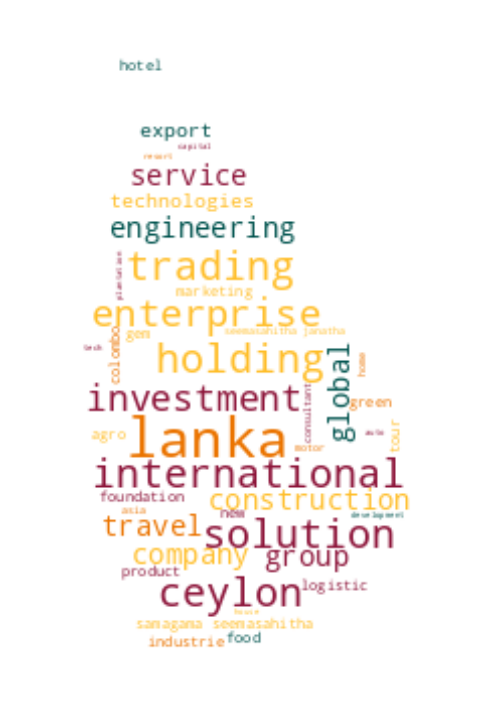 hotel
export
capital
resort
service
technologies
engineering
plantation
trading
marketing
enterprise
seemasahitha janatha
gem
colombo
tech
holding
global
home
investment
consultant
green
lanka
agro
motor
auto
tour
international
foundation
construction
asia
new
development
travel
solution
company
group
product
ceylon
logistic
house
samagama seemasahitha
industrie
food